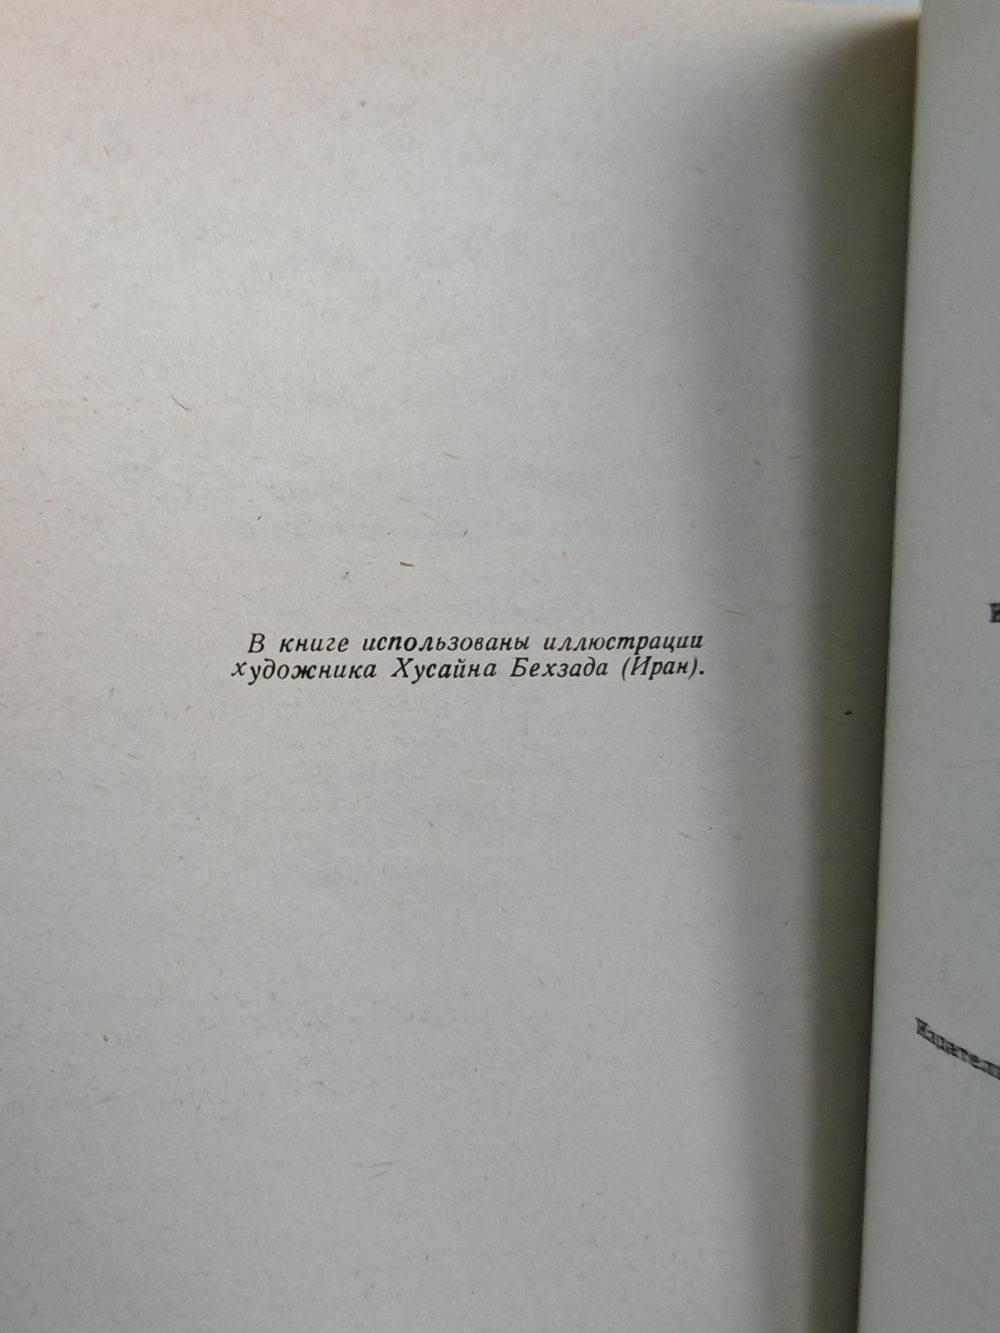 В книге использованы иллюстрации
художника Хусайна Бехзада (Иран).